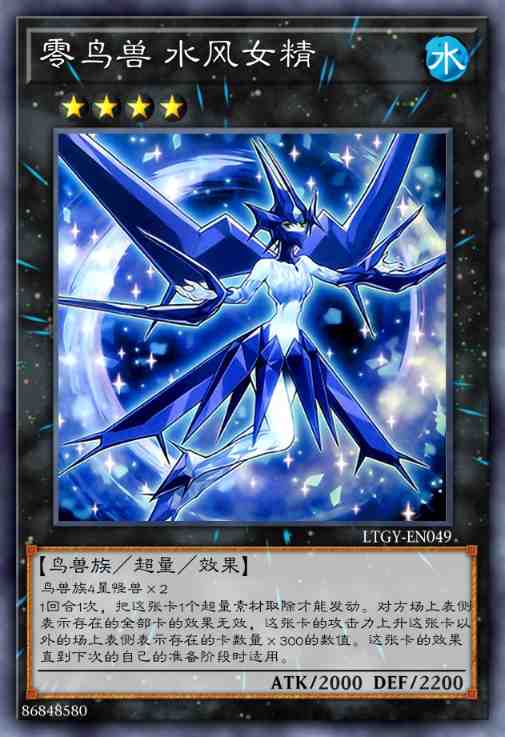 零鸟兽 水风女精
水
LTGY-EN049
【鸟兽族／超量／效果】
鸟兽族4星怪兽×2
1回合1次，把这张卡1个超量素材取除才能发动。对方场上表侧
表示存在的全部卡的效果无效，这张卡的攻击力上升这张卡以
外的场上表侧表示存在的卡数量×300的数值。这张卡的效果
直到下次的自己的准备阶段时适用。
ATK/2000 DEF/2200
86848580